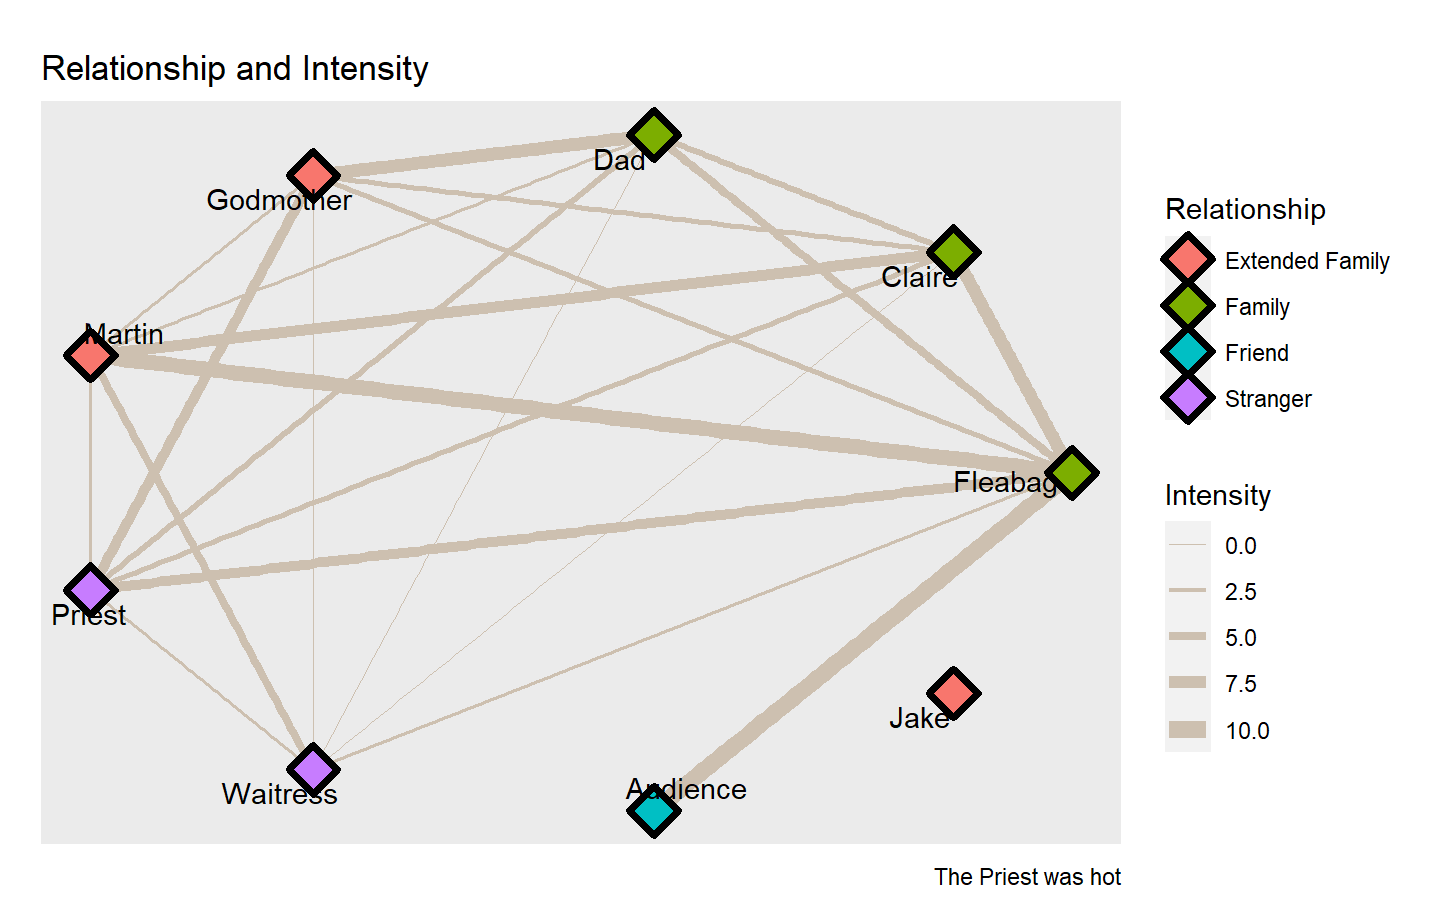 Relationship and Intensity
Dad
Godmother
Claire
Martin
Fleabag
Priest
Jake
Audience
Waitress
The Priest was hot
Relationship
Extended Family
Family
Friend
Stranger
Intensity
0.0
2.5
5.0
7.5
10.0